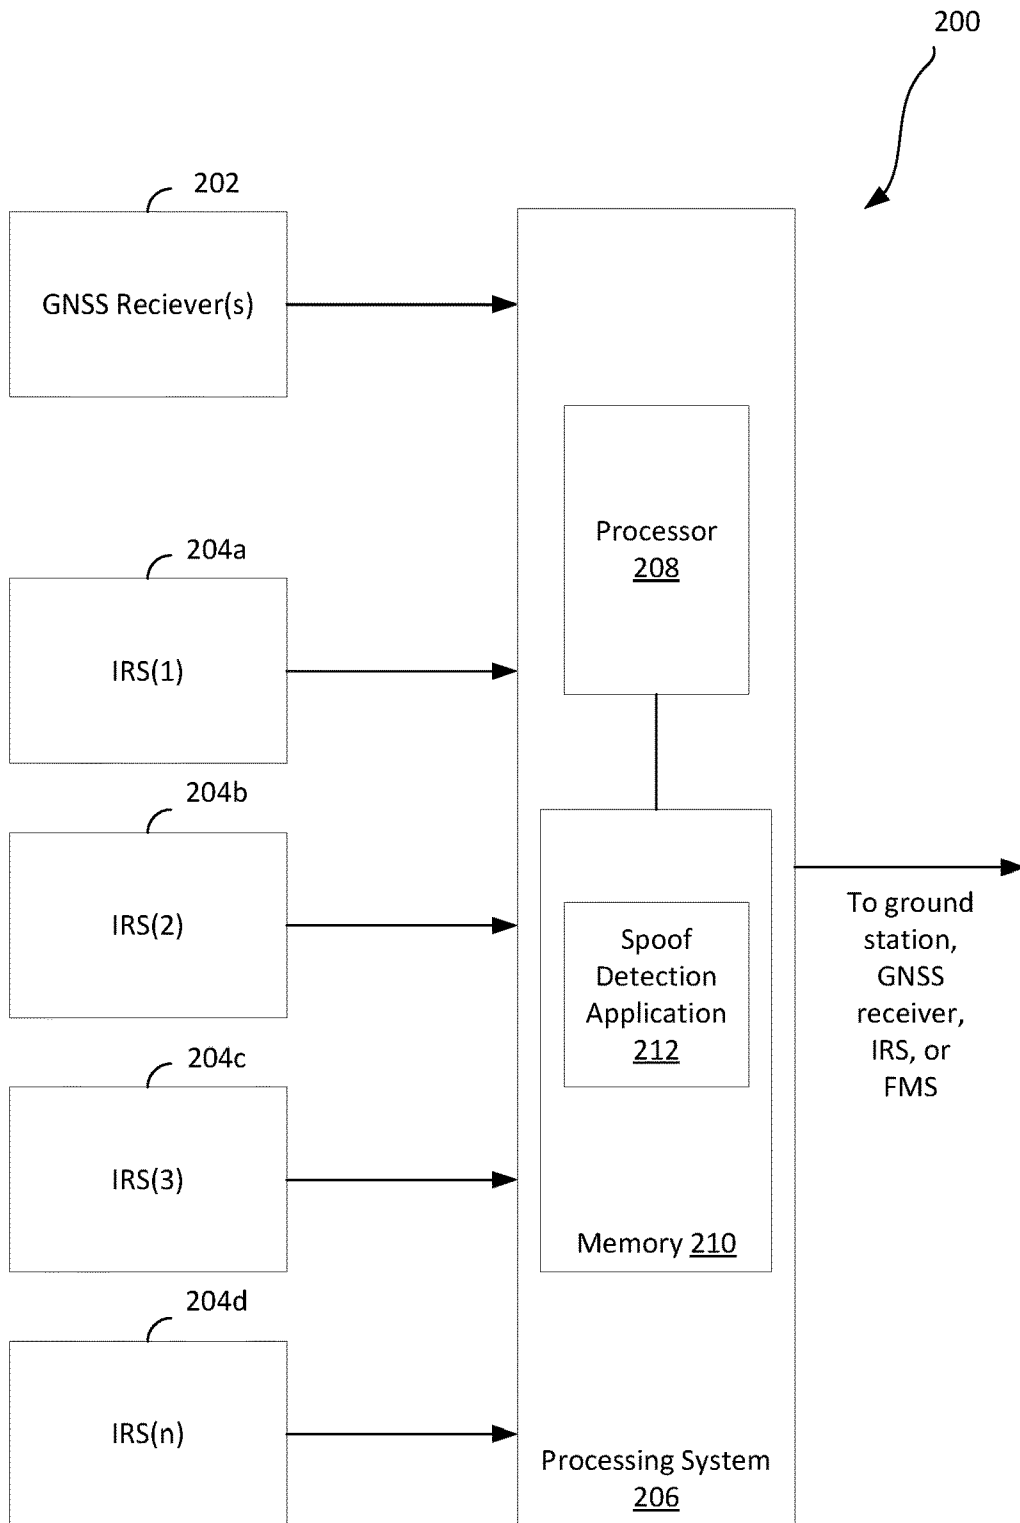 200
202
GNSS Reciever(s)
204a
IRS(1)
204b
IRS(2)
204c
IRS(3)
204d
IRS(n)
Processor
208
Spoof
Detection
Application
212
Memory 210
Processing System
206
To ground
station,
GNSS
receiver,
IRS, or
FMS